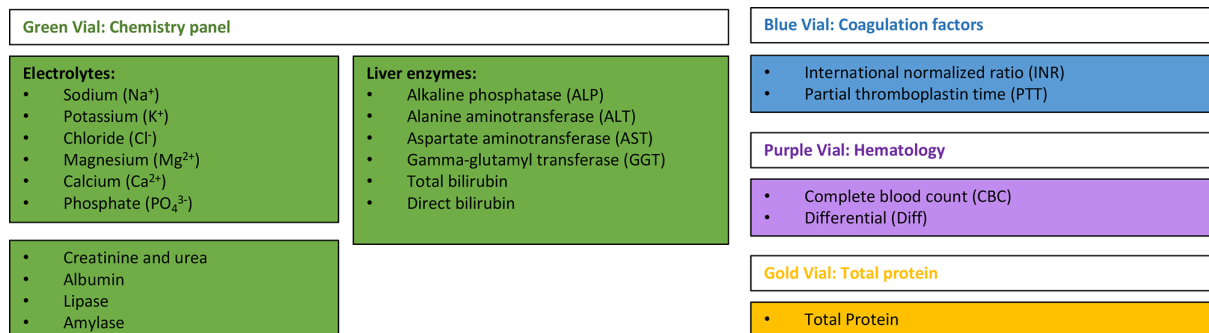 Green Vial: Chemistry panel
Electrolytes:
• Sodium (Na⁺)
• Potassium (K⁺)
• Chloride (Cl⁻)
• Magnesium (Mg²⁺)
• Calcium (Ca²⁺)
• Phosphate (PO₄³⁻)
• Creatinine and urea
• Albumin
• Lipase
• Amylase
Liver enzymes:
• Alkaline phosphatase (ALP)
• Alanine aminotransferase (ALT)
• Aspartate aminotransferase (AST)
• Gamma-glutamyl transferase (GGT)
• Total bilirubin
• Direct bilirubin
Blue Vial: Coagulation factors
• International normalized ratio (INR)
• Partial thromboplastin time (PTT)
Purple Vial: Hematology
• Complete blood count (CBC)
• Differential (Diff)
Gold Vial: Total protein
• Total Protein